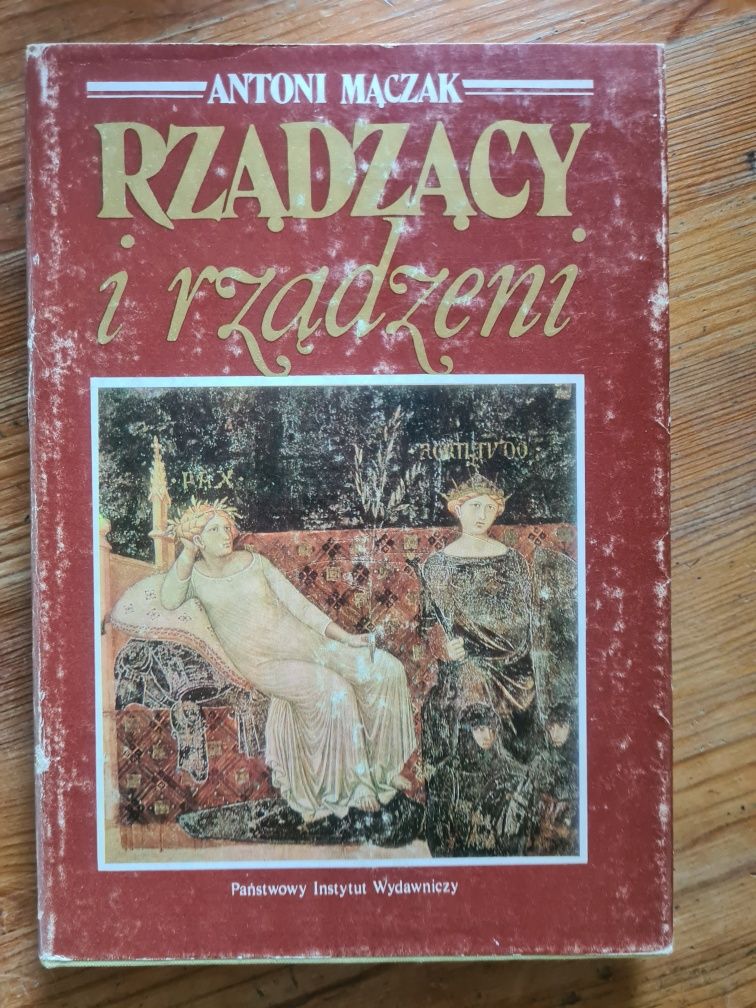 ANTONI MĄCZAK
RZĄDZĄCY
i rządzeni
PAX
Państwowy Instytut Wydawniczy